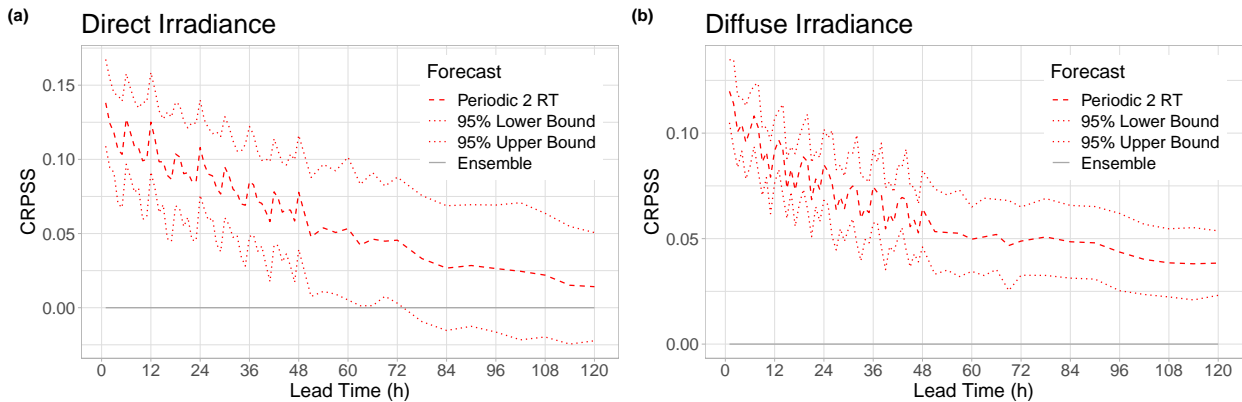 (a)
Direct Irradiance
CRPSS
0.15
0.10
0.05
0.00
Forecast
Periodic 2 RT
95% Lower Bound
95% Upper Bound
Ensemble
0 12 24 36 48 60 72 84 96 108 120
Lead Time (h)
(b)
Diffuse Irradiance
CRPSS
0.10
0.05
0.00
Forecast
Periodic 2 RT
95% Lower Bound
95% Upper Bound
Ensemble
0 12 24 36 48 60 72 84 96 108 120
Lead Time (h)